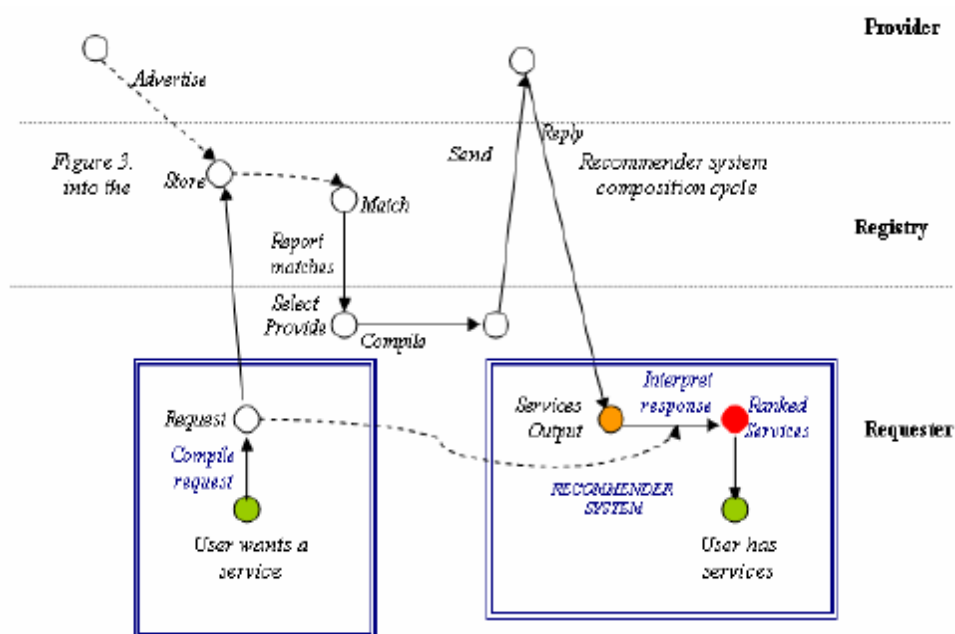 Provider
Advertise
Reply
Send
Figure 3.
into the
Recommender system
composition cycle
Store
Match
Registry
Report
matches
Select
Provide
Compile
Request
Compile
request
User wants a
service
Services
Output
Interpret
response
Ranked
Services
Requester
RECOMMENDER
SYSTEM
User has
services